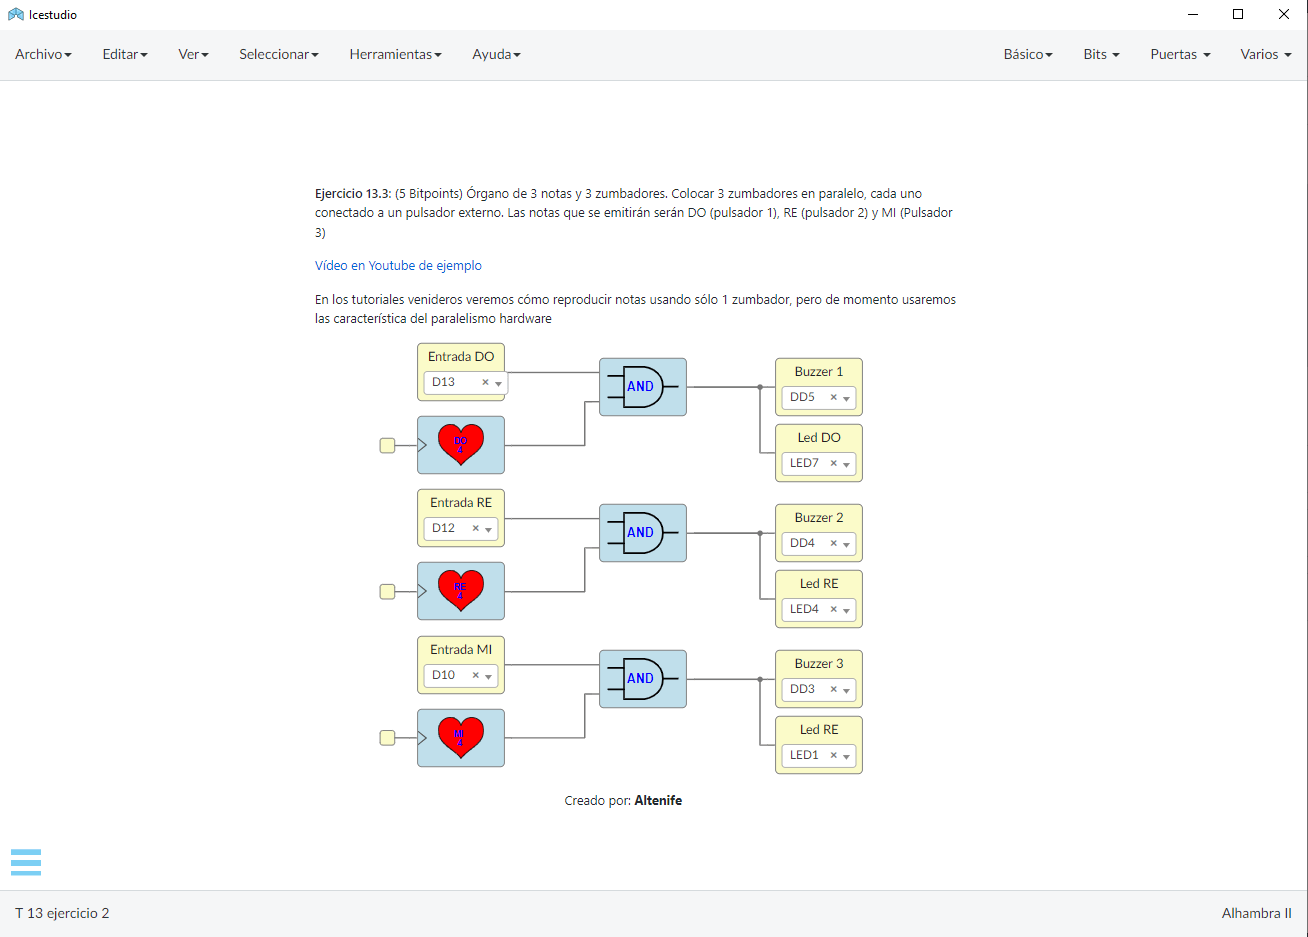 Icestudio
Archivo Editar Ver Seleccionar Herramientas Ayuda Básico Bits Puertas Varios
Ejercicio 13.3: (5 Bitpoints) Órgano de 3 notas y 3 zumbadores. Colocar 3 zumbadores en paralelo, cada uno
conectado a un pulsador externo. Las notas que se emitirán serán DO (pulsador 1), RE (pulsador 2) y MI (Pulsador
3)
Vídeo en Youtube de ejemplo
En los tutoriales venideros veremos cómo reproducir notas usando sólo 1 zumbador, pero de momento usaremos
las característica del paralelismo hardware
Entrada DO
D13
AND
Buzzer 1
DD5
DO
4
Led DO
LED7
Entrada RE
D12
AND
Buzzer 2
DD4
RE
4
Led RE
LED4
Entrada MI
D10
AND
Buzzer 3
DD3
MI
4
Led RE
LED1
Creado por: Altenife
T 13 ejercicio 2
Alhambra II